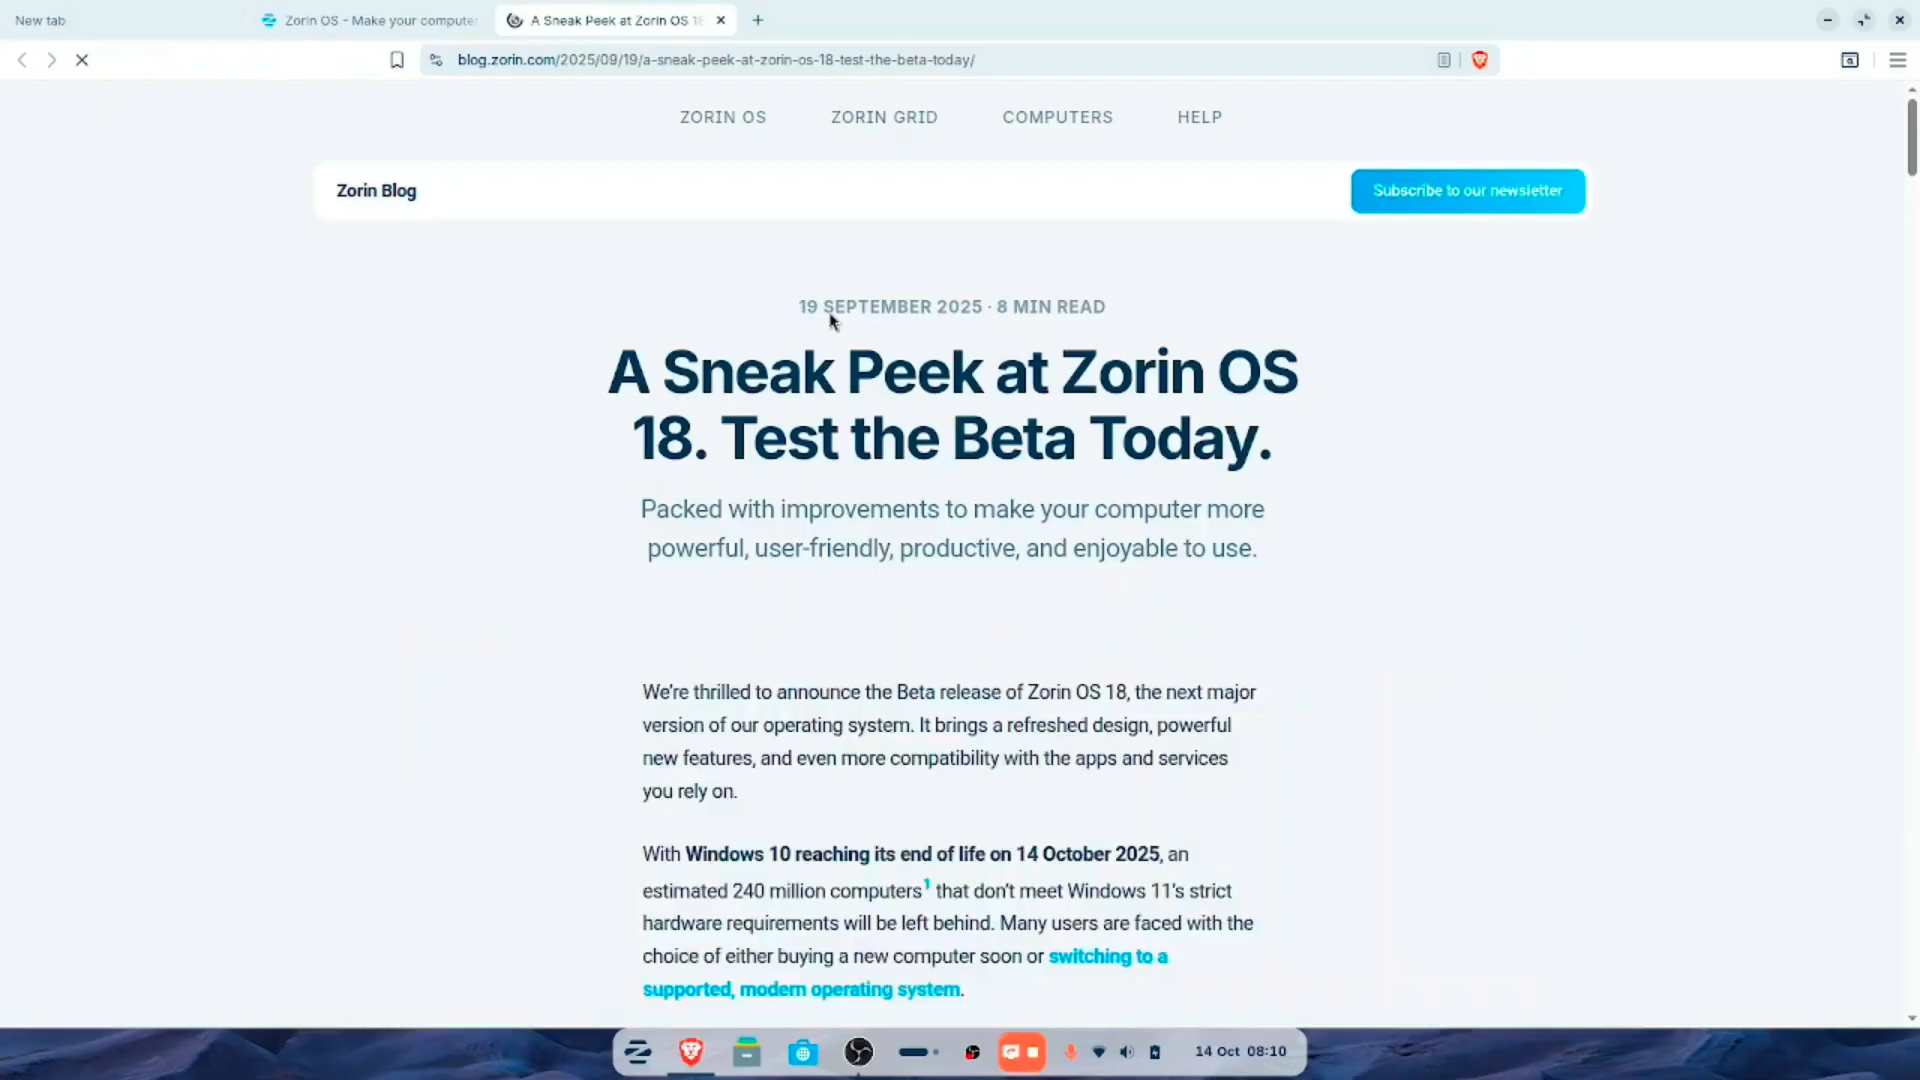 New tab
Zorin OS - Make your computer
A Sneak Peek at Zorin OS 18
blog.zorin.com/2025/09/19/a-sneak-peek-at-zorin-os-18-test-the-beta-today/
ZORIN OS ZORIN GRID COMPUTERS HELP
Zorin Blog
Subscribe to our newsletter
19 SEPTEMBER 2025 · 8 MIN READ
A Sneak Peek at Zorin OS
18. Test the Beta Today.
Packed with improvements to make your computer more
powerful, user-friendly, productive, and enjoyable to use.
We're thrilled to announce the Beta release of Zorin OS 18, the next major
version of our operating system. It brings a refreshed design, powerful
new features, and even more compatibility with the apps and services
you rely on.
With Windows 10 reaching its end of life on 14 October 2025, an
estimated 240 million computers¹ that don't meet Windows 11's strict
hardware requirements will be left behind. Many users are faced with the
choice of either buying a new computer soon or switching to a
supported, modern operating system.
14 Oct 08:10